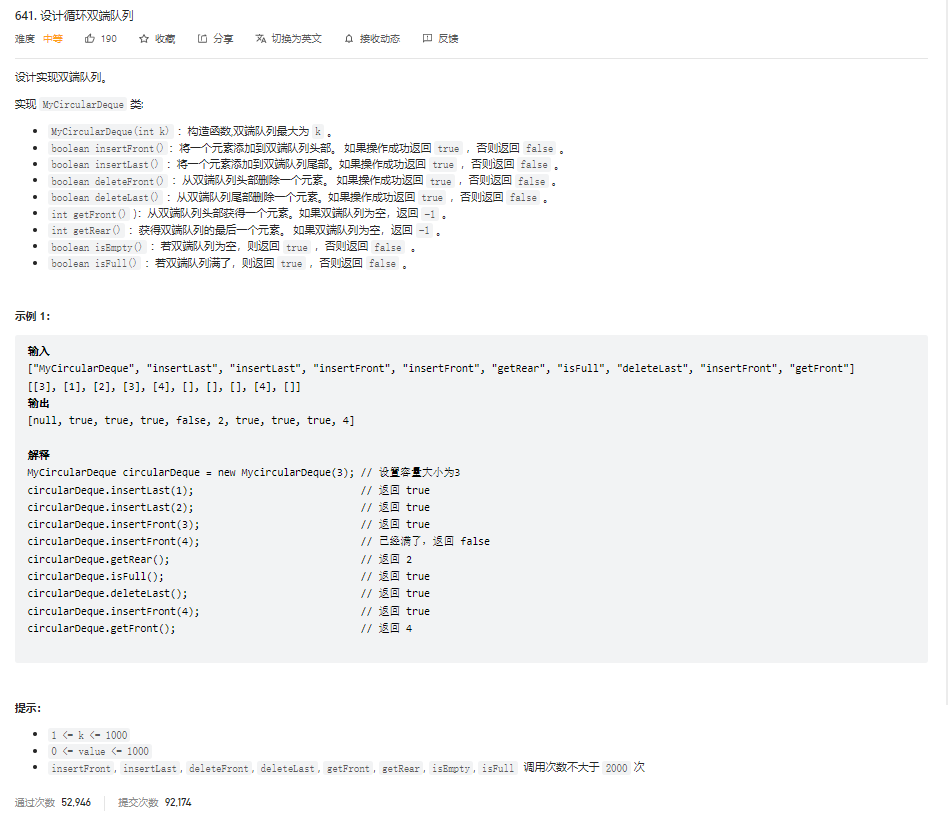 641. 设计循环双端队列
难度 中等 190 收藏 分享 切换为英文 接收动态 反馈
设计实现双端队列。
实现 MyCircularDeque 类:
MyCircularDeque(int k) ：构造函数,双端队列最大为 k 。
boolean insertFront() ：将一个元素添加到双端队列头部。 如果操作成功返回 true ，否则返回 false 。
boolean insertLast() ：将一个元素添加到双端队列尾部。如果操作成功返回 true ，否则返回 false 。
boolean deleteFront() ：从双端队列头部删除一个元素。 如果操作成功返回 true ，否则返回 false 。
boolean deleteLast() ：从双端队列尾部删除一个元素。如果操作成功返回 true ，否则返回 false 。
int getFront() )：从双端队列头部获得一个元素。如果双端队列为空，返回 -1 。
int getRear() ：获得双端队列的最后一个元素。 如果双端队列为空，返回 -1 。
boolean isEmpty() ：若双端队列为空，则返回 true ，否则返回 false 。
boolean isFull() ：若双端队列满了，则返回 true ，否则返回 false 。
示例 1：
输入
["MyCircularDeque", "insertLast", "insertLast", "insertFront", "insertFront", "getRear", "isFull", "deleteLast", "insertFront", "getFront"]
[[3], [1], [2], [3], [4], [], [], [], [4], []]
输出
[null, true, true, true, false, 2, true, true, true, 4]
解释
MyCircularDeque circularDeque = new MycircularDeque(3); // 设置容量大小为3
circularDeque.insertLast(1); // 返回 true
circularDeque.insertLast(2); // 返回 true
circularDeque.insertFront(3); // 返回 true
circularDeque.insertFront(4); // 已经满了，返回 false
circularDeque.getRear(); // 返回 2
circularDeque.isFull(); // 返回 true
circularDeque.deleteLast(); // 返回 true
circularDeque.insertFront(4); // 返回 true
circularDeque.getFront(); // 返回 4
提示：
1 <= k <= 1000
0 <= value <= 1000
insertFront, insertLast, deleteFront, deleteLast, getFront, getRear, isEmpty, isFull 调用次数不大于 2000 次
通过次数 52,946 提交次数 92,174